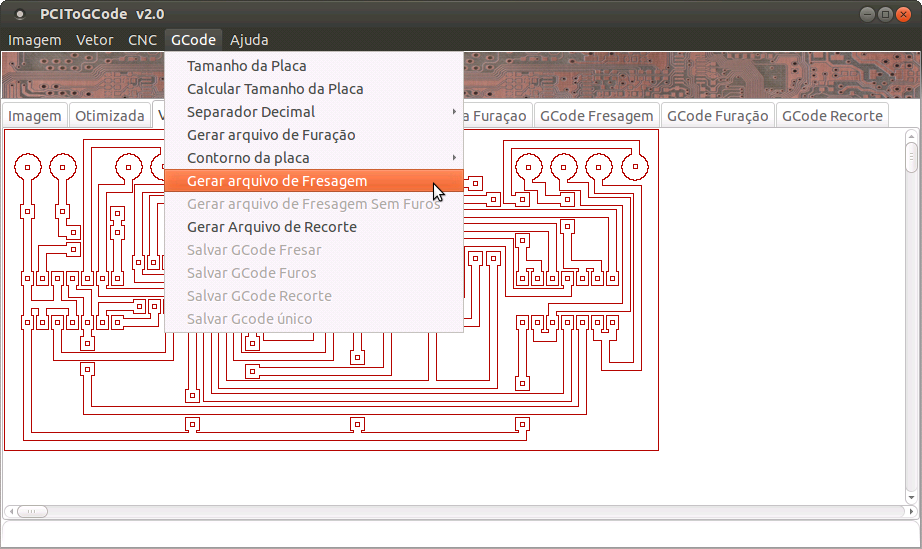 PCIToGCode v2.0
Imagem Vetor CNC GCode Ajuda
Tamanho da Placa
Calcular Tamanho da Placa
Separador Decimal
Imagem Otimizada V a Furaçao GCode Fresagem GCode Furação GCode Recorte
Gerar arquivo de Furação
Contorno da placa
Gerar arquivo de Fresagem
Gerar arquivo de Fresagem Sem Furos
Gerar Arquivo de Recorte
Salvar GCode Fresar
Salvar GCode Furos
Salvar GCode Recorte
Salvar Gcode único